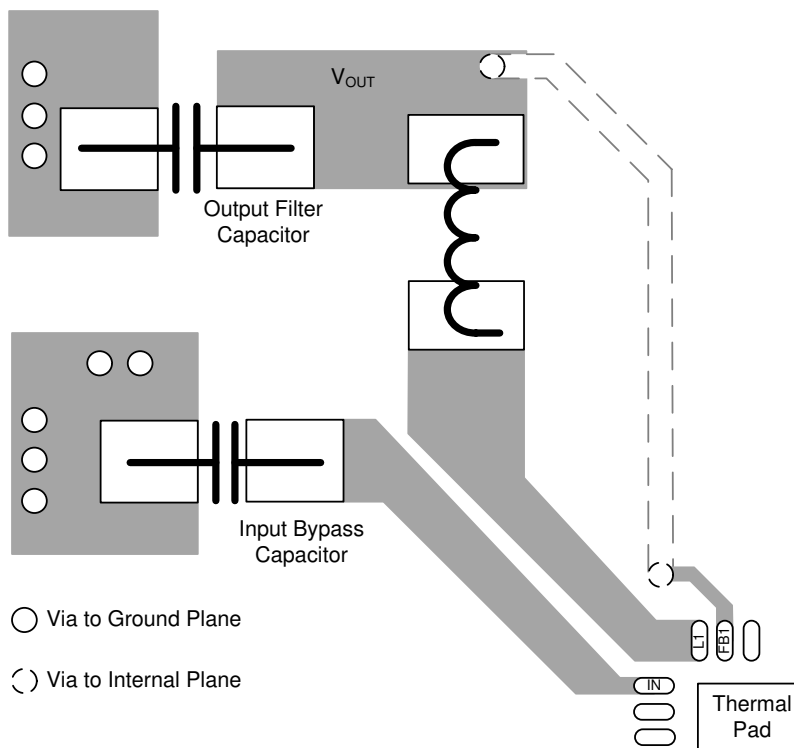 VOUT
Output Filter
Capacitor
Input Bypass
Capacitor
Via to Ground Plane
Via to Internal Plane
L1
FB1
IN
Thermal
Pad